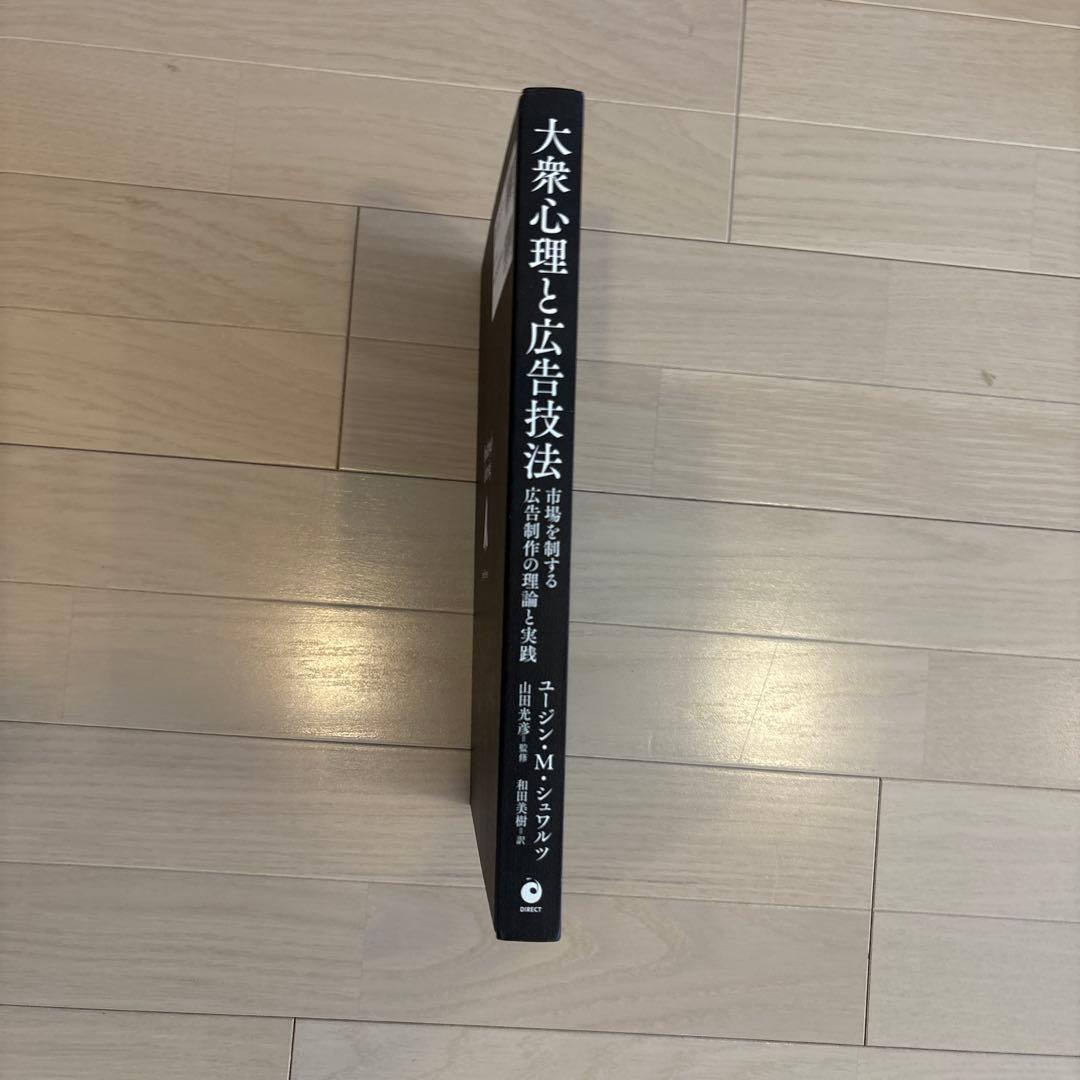 大衆心理と広告技法
市場を制する
広告制作の理論と実践
ユージン・M・シュワルツ
山田光彦=監修
和田美樹=訳
DIRECT